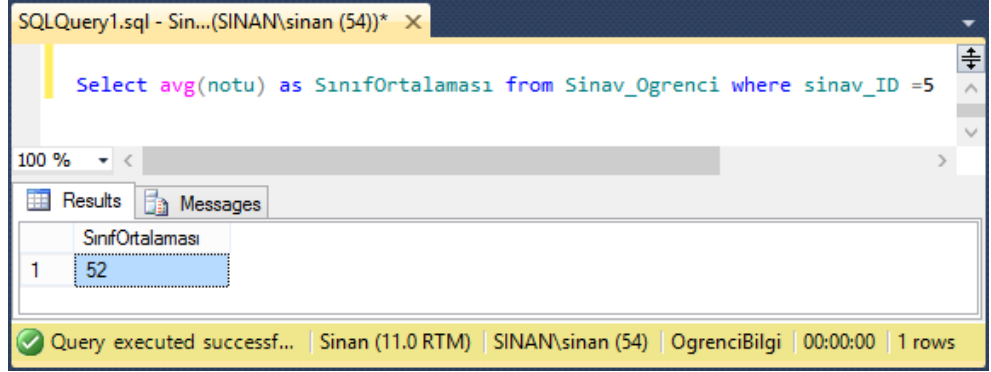 SQLQuery1.sql - Sin...(SINAN\sinan (54))* ×
Select avg(notu) as SınıfOrtalaması from Sinav_Ogrenci where sinav_ID =5
100 %
Results Messages
SınıfOrtalaması
1 52
Query executed successf... Sinan (11.0 RTM) SINAN\sinan (54) OgrenciBilgi 00:00:00 1 rows